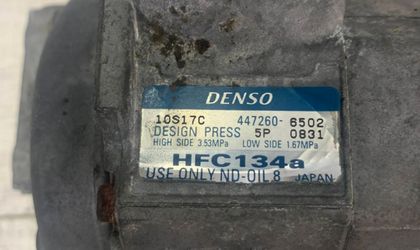 DENSO
10S17C 447260-6502
DESIGN PRESS 5P 0831
HIGH SIDE 3.53MPa LOW SIDE 1.67MPa
HFC134a
USE ONLY ND-OIL 8 JAPAN